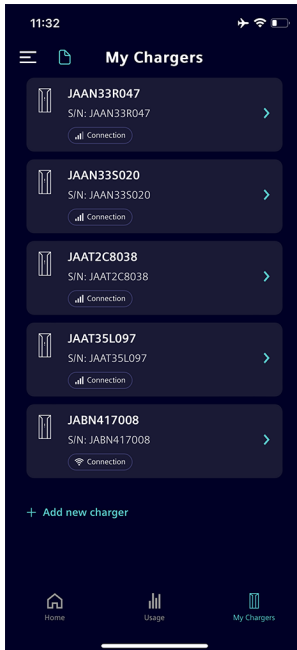 11:32
My Chargers
JAAN33R047
S/N: JAAN33R047
Connection
JAAN33S020
S/N: JAAN33S020
Connection
JAAT2C8038
S/N: JAAT2C8038
Connection
JAAT35L097
S/N: JAAT35L097
Connection
JABN417008
S/N: JABN417008
Connection
+ Add new charger
Home Usage My Chargers